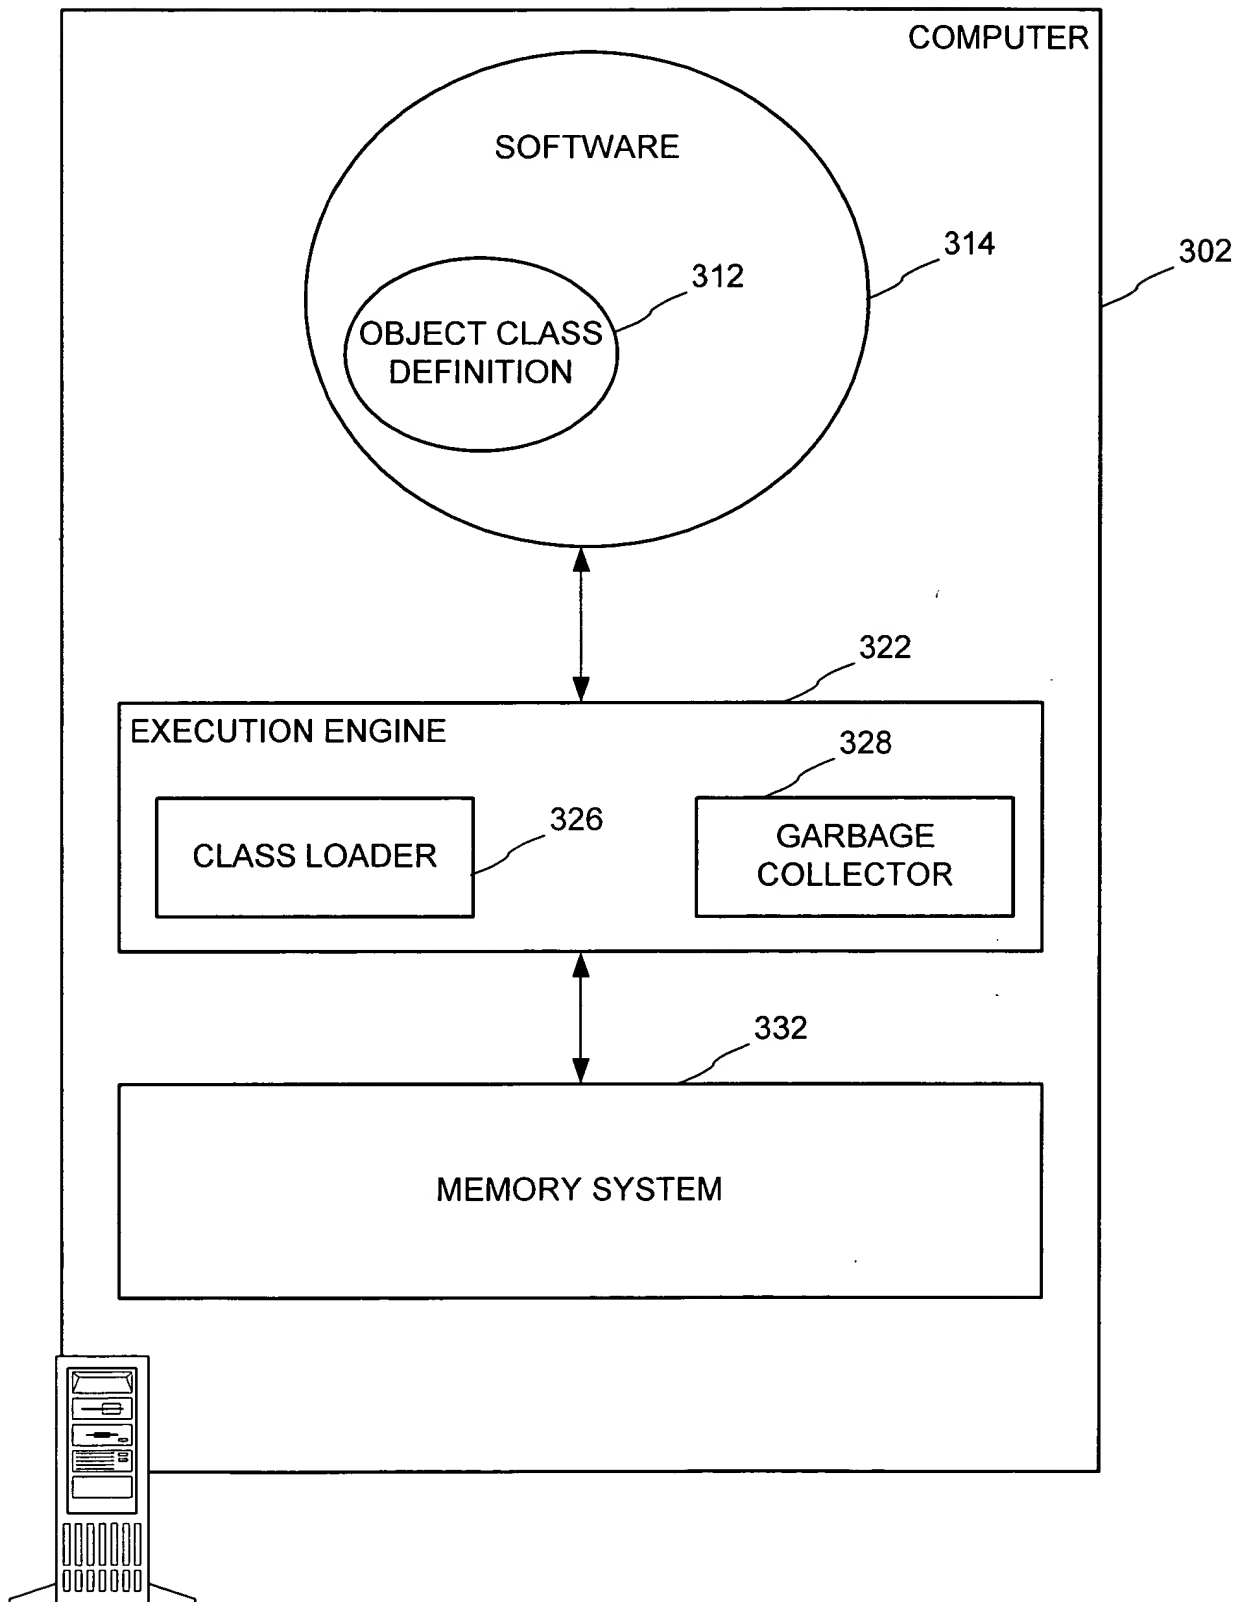 COMPUTER
SOFTWARE
314
302
312
OBJECT CLASS
DEFINITION
322
EXECUTION ENGINE
328
326
CLASS LOADER
GARBAGE
COLLECTOR
332
MEMORY SYSTEM